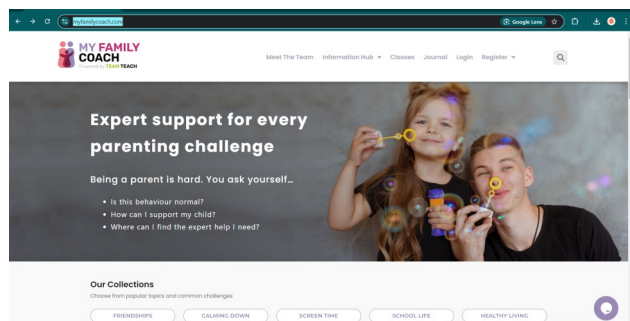 myfamilycoach.com
Google Lens
MY FAMILY
COACH
Powered by TEAM TEACH
Meet The Team Information Hub Classes Journal Login Register
Expert support for every
parenting challenge
Being a parent is hard. You ask yourself…
• Is this behaviour normal?
• How can I support my child?
• Where can I find the expert help I need?
Our Collections
Choose from popular topics and common challenges
FRIENDSHIPS CALMING DOWN SCREEN TIME SCHOOL LIFE HEALTHY LIVING